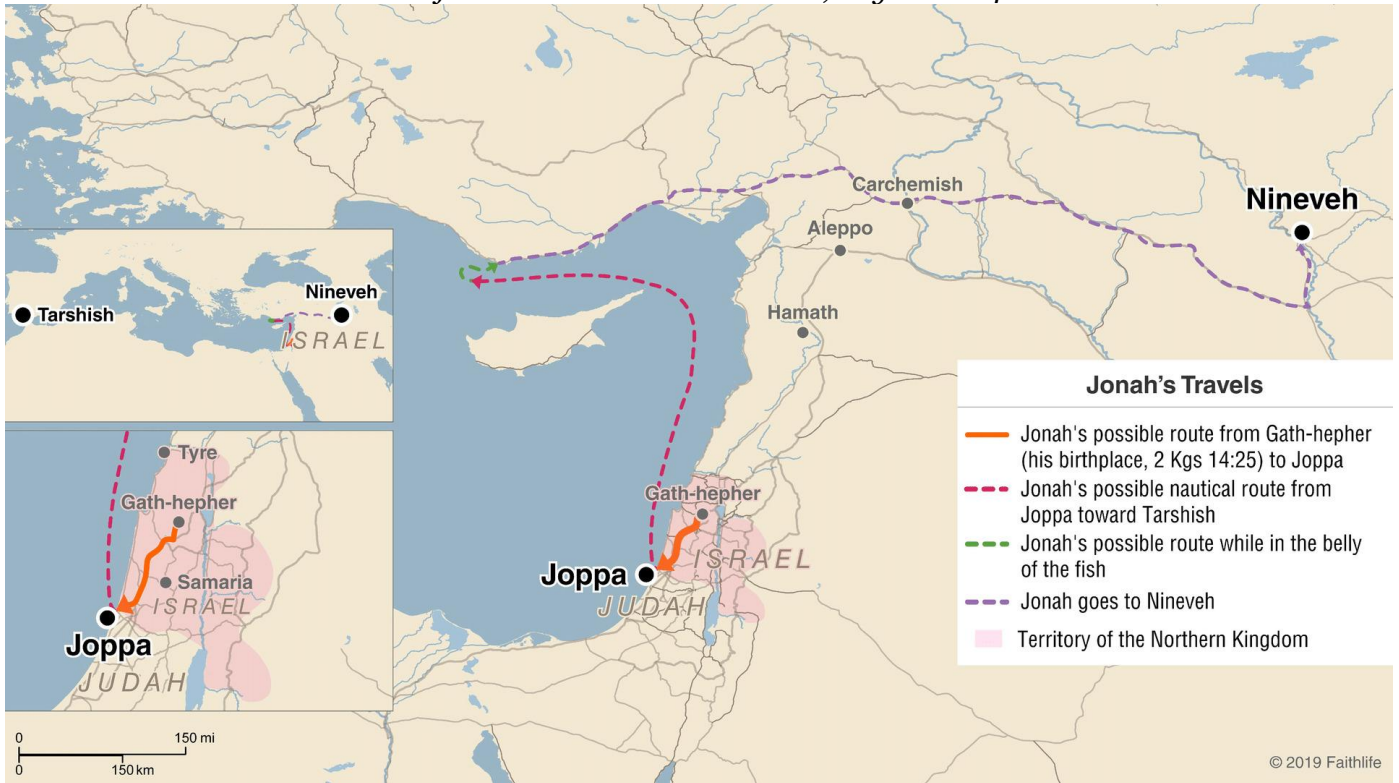 Carchemish
Nineveh
Aleppo
Hamath
Gath-hepher
ISRAEL
Joppa
JUDAH
Tarshish
Nineveh
ISRAEL
Tyre
Gath-hepher
Samaria
ISRAEL
Joppa
JUDAH
0 150 mi
0 150 km
Jonah's Travels
Jonah's possible route from Gath-hepher
(his birthplace, 2 Kgs 14:25) to Joppa
Jonah's possible nautical route from
Joppa toward Tarshish
Jonah's possible route while in the belly
of the fish
Jonah goes to Nineveh
Territory of the Northern Kingdom
© 2019 Faithlife